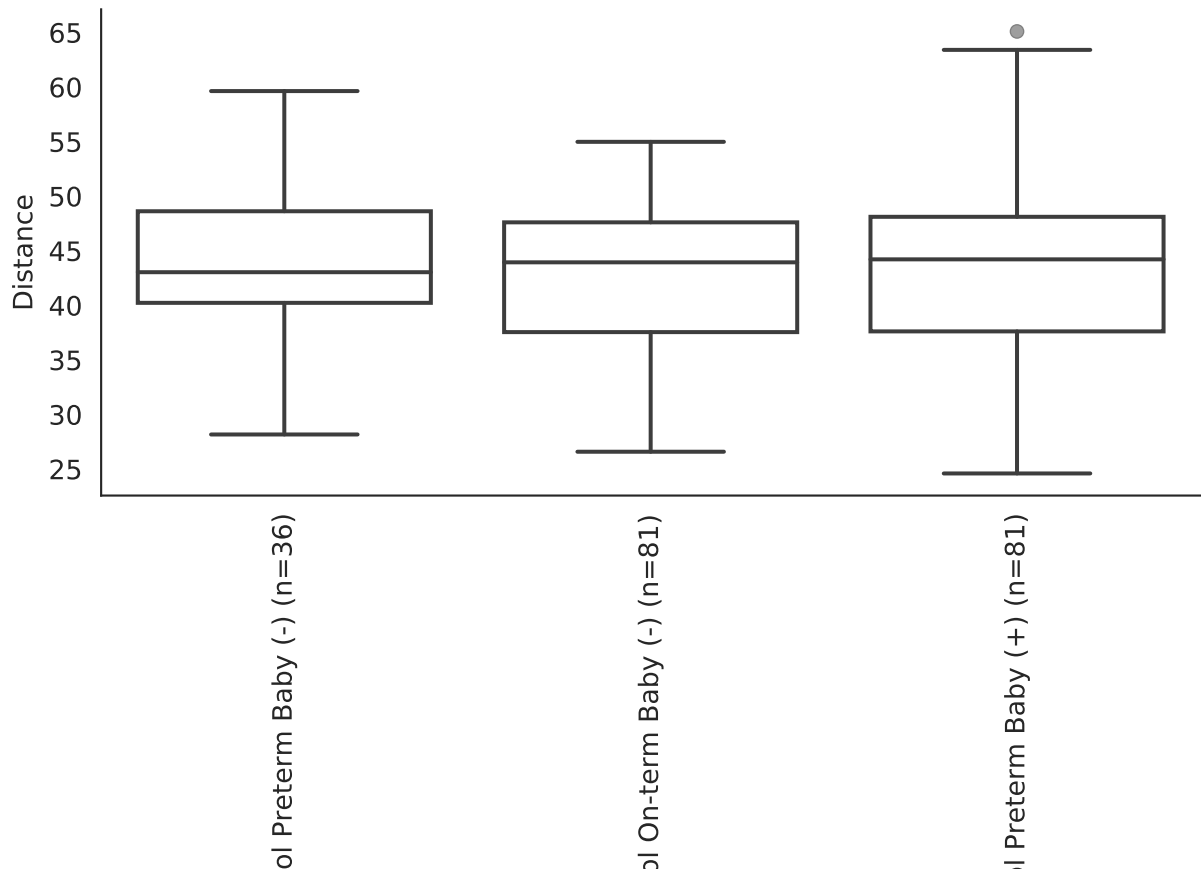 65
60
55
50
45
40
35
30
25
Distance
ol Preterm Baby (-) (n=36)
ol On-term Baby (-) (n=81)
ol Preterm Baby (+) (n=81)